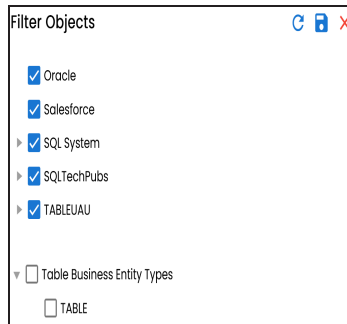 Filter Objects
Oracle
Salesforce
SQL System
SQLTechPubs
TABLEUAU
Table Business Entity Types
TABLE